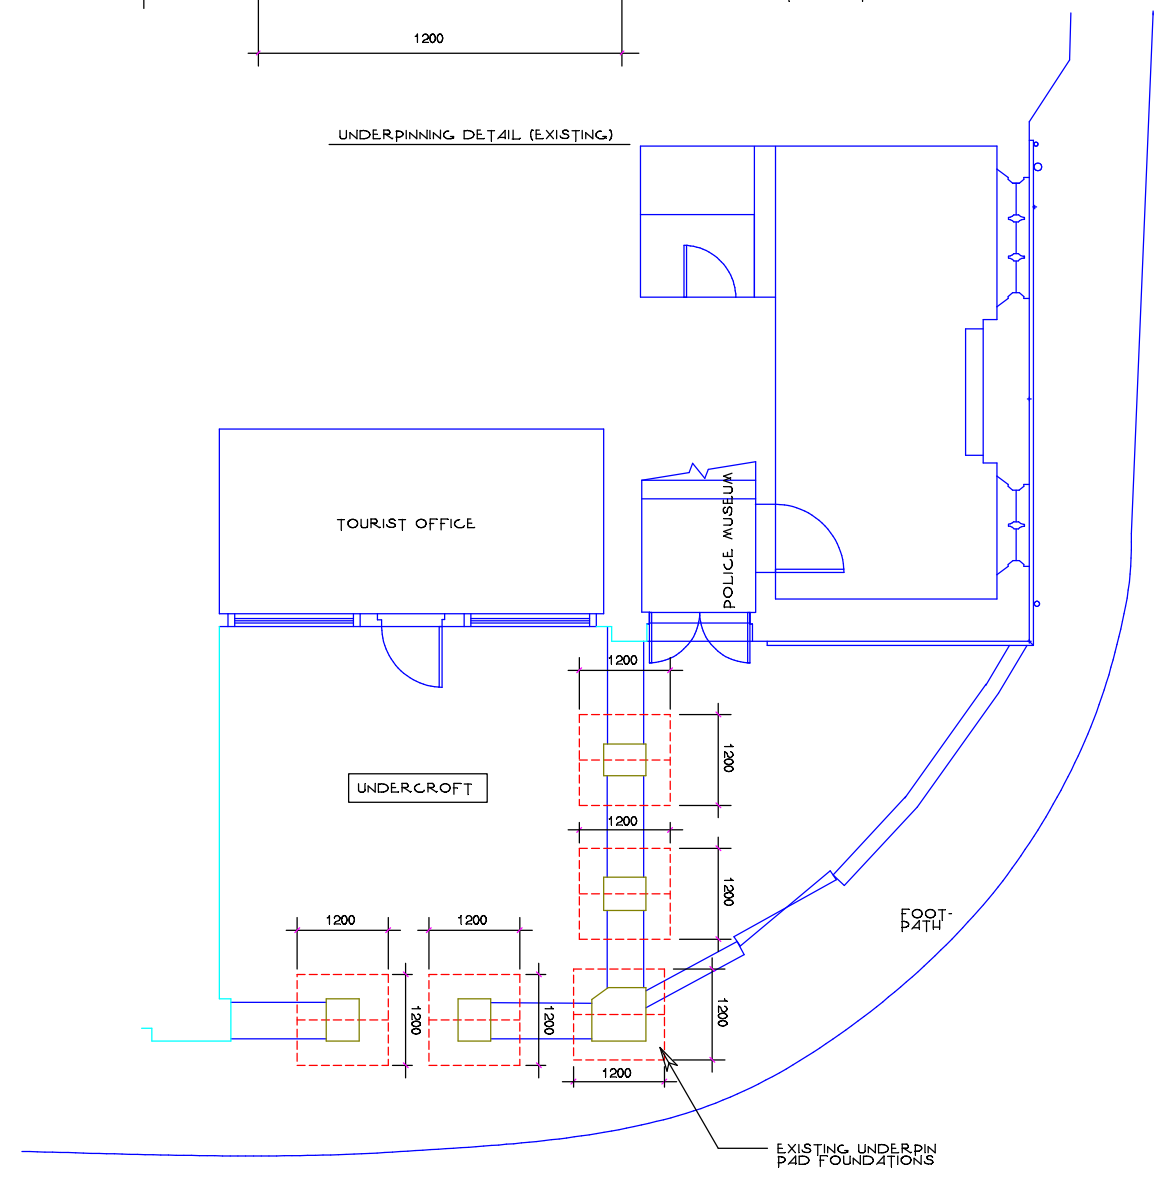 1200
UNDERPINNING DETAIL (EXISTING)
TOURIST OFFICE
POLICE MUSEUM
1200
1200
UNDERCROFT
1200
1200
1200
1200
FOOT-
PATH
1200
1200
1200
1200
EXISTING UNDERPIN
PAD FOUNDATIONS